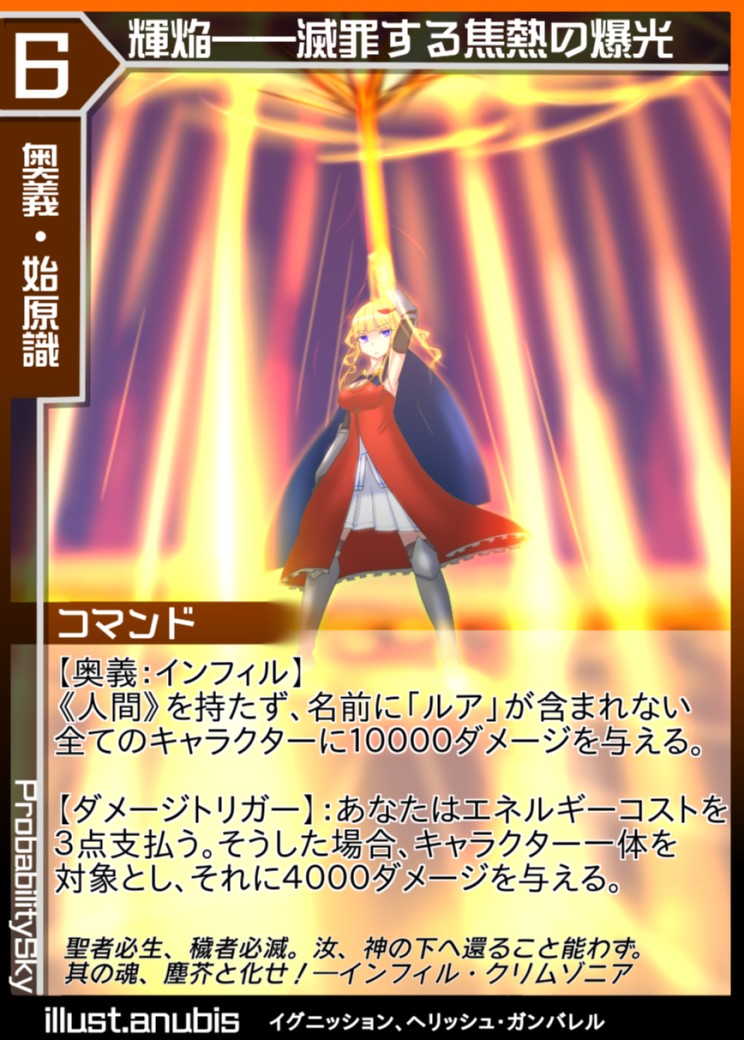 6
輝焔――滅罪する焦熱の爆光
奥義・始原識
コマンド
【奥義:インフィル】
《人間》を持たず、名前に「ルア」が含まれない
全てのキャラクターに10000ダメージを与える。
【ダメージトリガー】:あなたはエネルギーコストを
3点支払う。そうした場合、キャラクター一体を
対象とし、それに4000ダメージを与える。
聖者必生、穢者必滅。汝、神の下へ還ること能わず。
其の魂、塵芥と化せ!―インフィル・クリムゾニア
ProbabilitySky
illust.anubis イグニッション、ヘリッシュ・ガンバレル